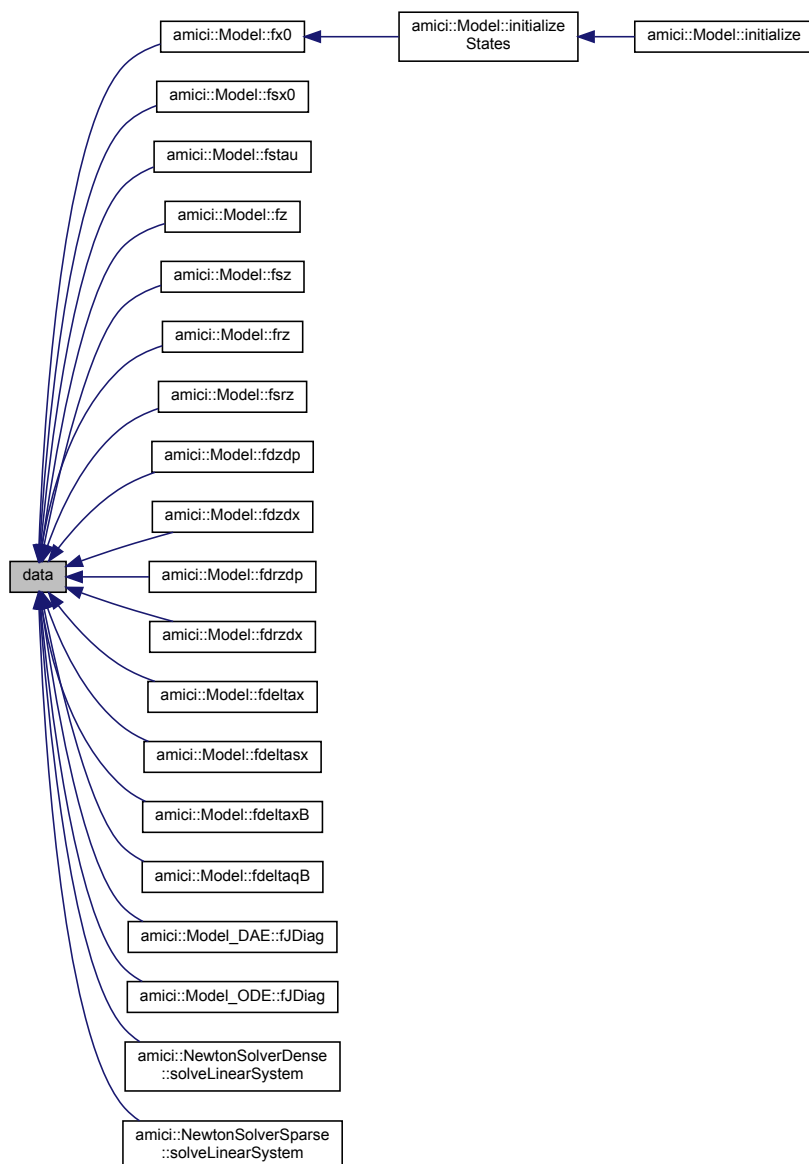 amici::Model::fx0
amici::Model::initialize
States
amici::Model::initialize
amici::Model::fsx0
amici::Model::fstau
amici::Model::fz
amici::Model::fsz
amici::Model::frz
amici::Model::fsrz
amici::Model::fdzdp
amici::Model::fdzdx
data
amici::Model::fdrzdp
amici::Model::fdrzdx
amici::Model::fdeltax
amici::Model::fdeltasx
amici::Model::fdeltaxB
amici::Model::fdeltaqB
amici::Model_DAE::fJDiag
amici::Model_ODE::fJDiag
amici::NewtonSolverDense
::solveLinearSystem
amici::NewtonSolverSparse
::solveLinearSystem